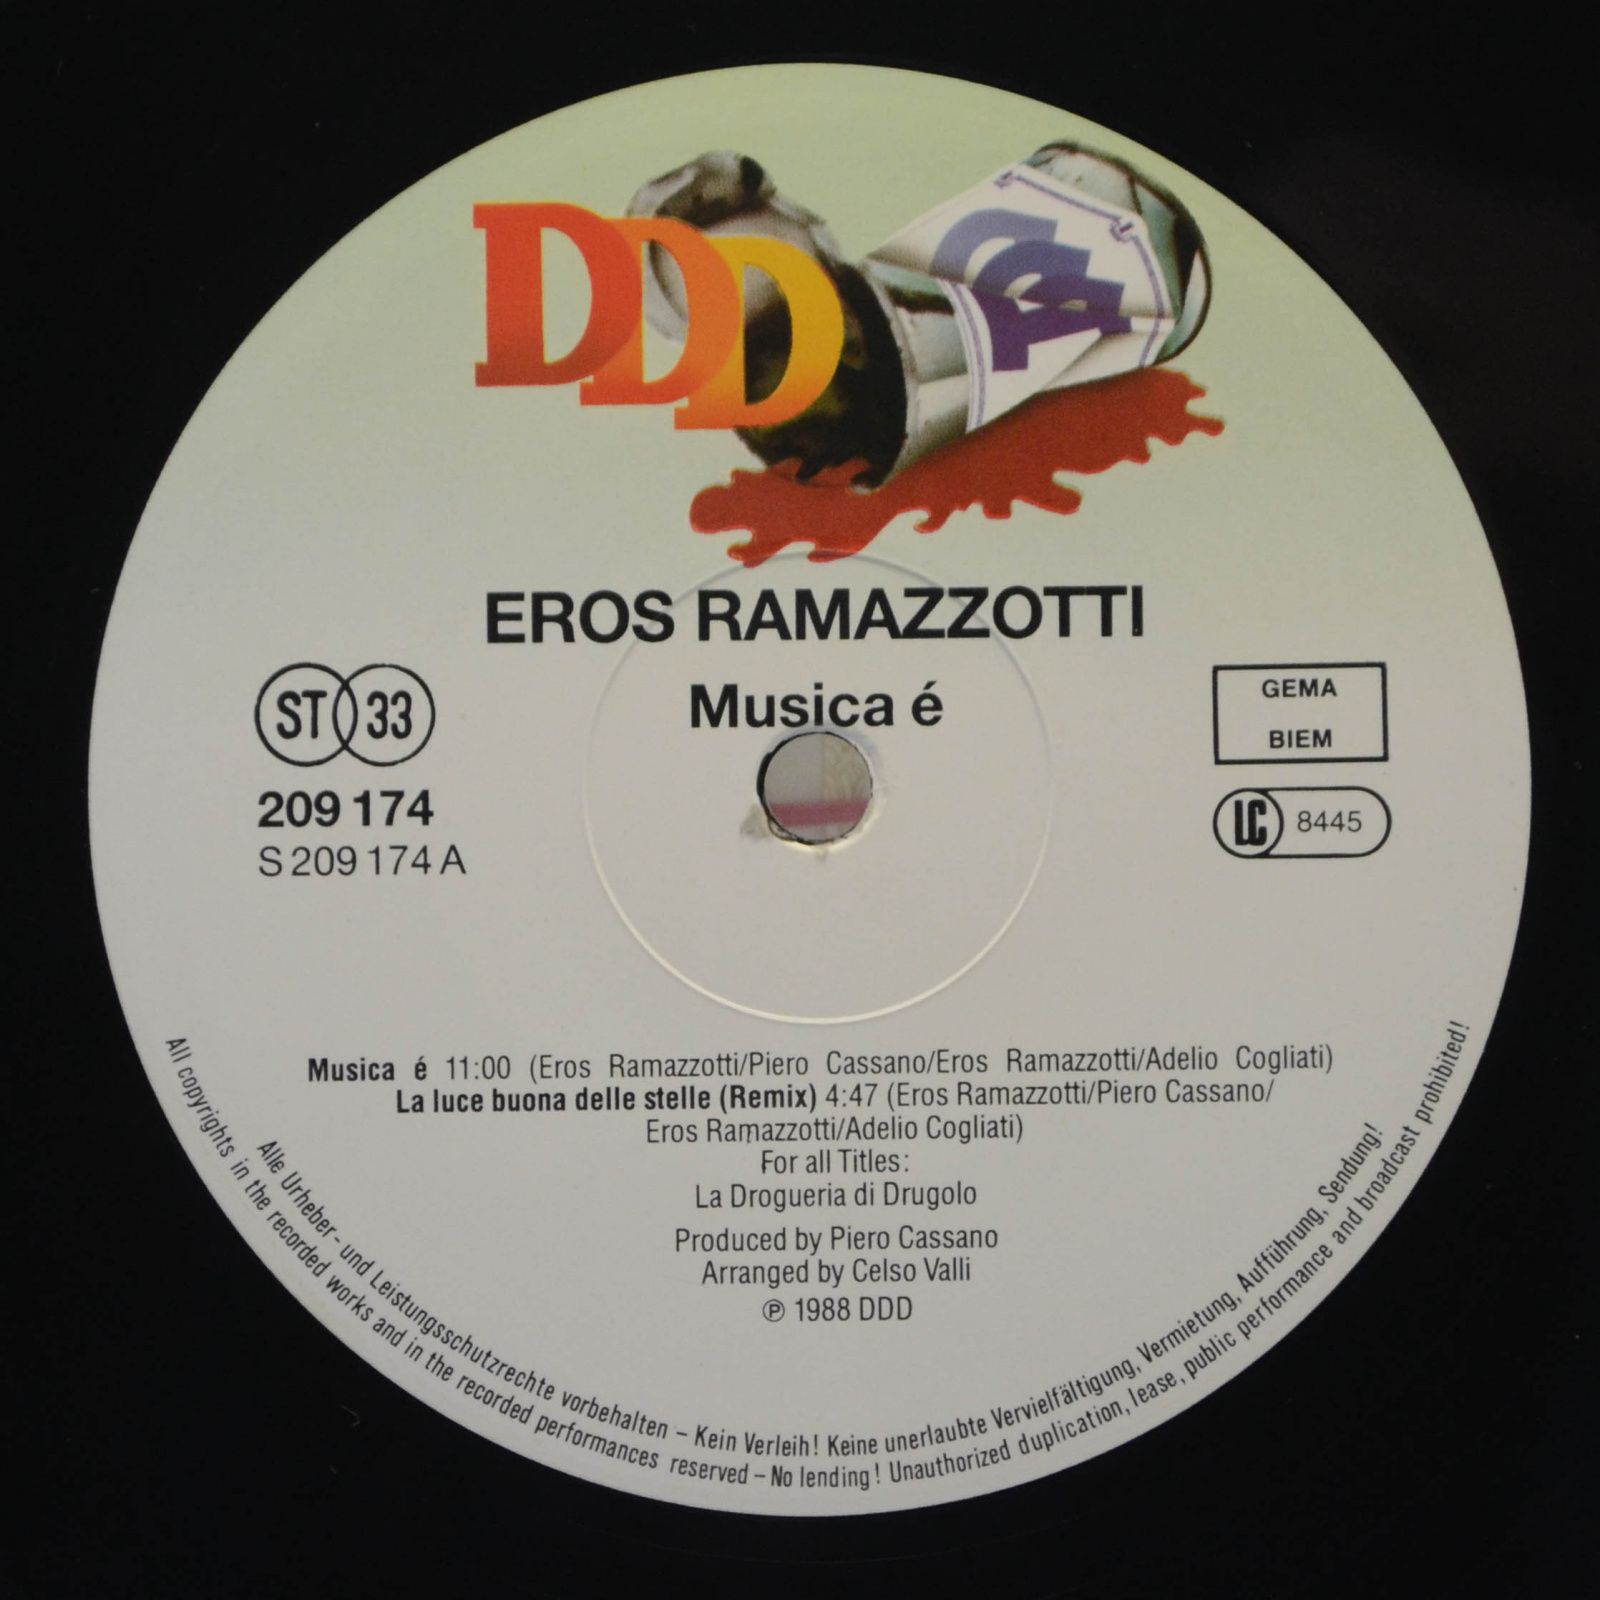 DDD
EROS RAMAZZOTTI
Musica é
ST 33
209 174
S 209 174 A
GEMA
BIEM
LC 8445
Musica é 11:00 (Eros Ramazzotti/Piero Cassano/Eros Ramazzotti/Adelio Cogliati)
La luce buona delle stelle (Remix) 4:47 (Eros Ramazzotti/Piero Cassano/
Eros Ramazzotti/Adelio Cogliati)
For all Titles:
La Drogueria di Drugolo
Produced by Piero Cassano
Arranged by Celso Valli
℗ 1988 DDD
Alle Urheber- und Leistungsschutzrechte vorbehalten – Kein Verleih! Keine unerlaubte Vervielfältigung, Vermietung, Aufführung, Sendung!
All copyrights in the recorded works and in the recorded performances reserved – No lending! Unauthorized duplication, lease, public performance and broadcast prohibited!